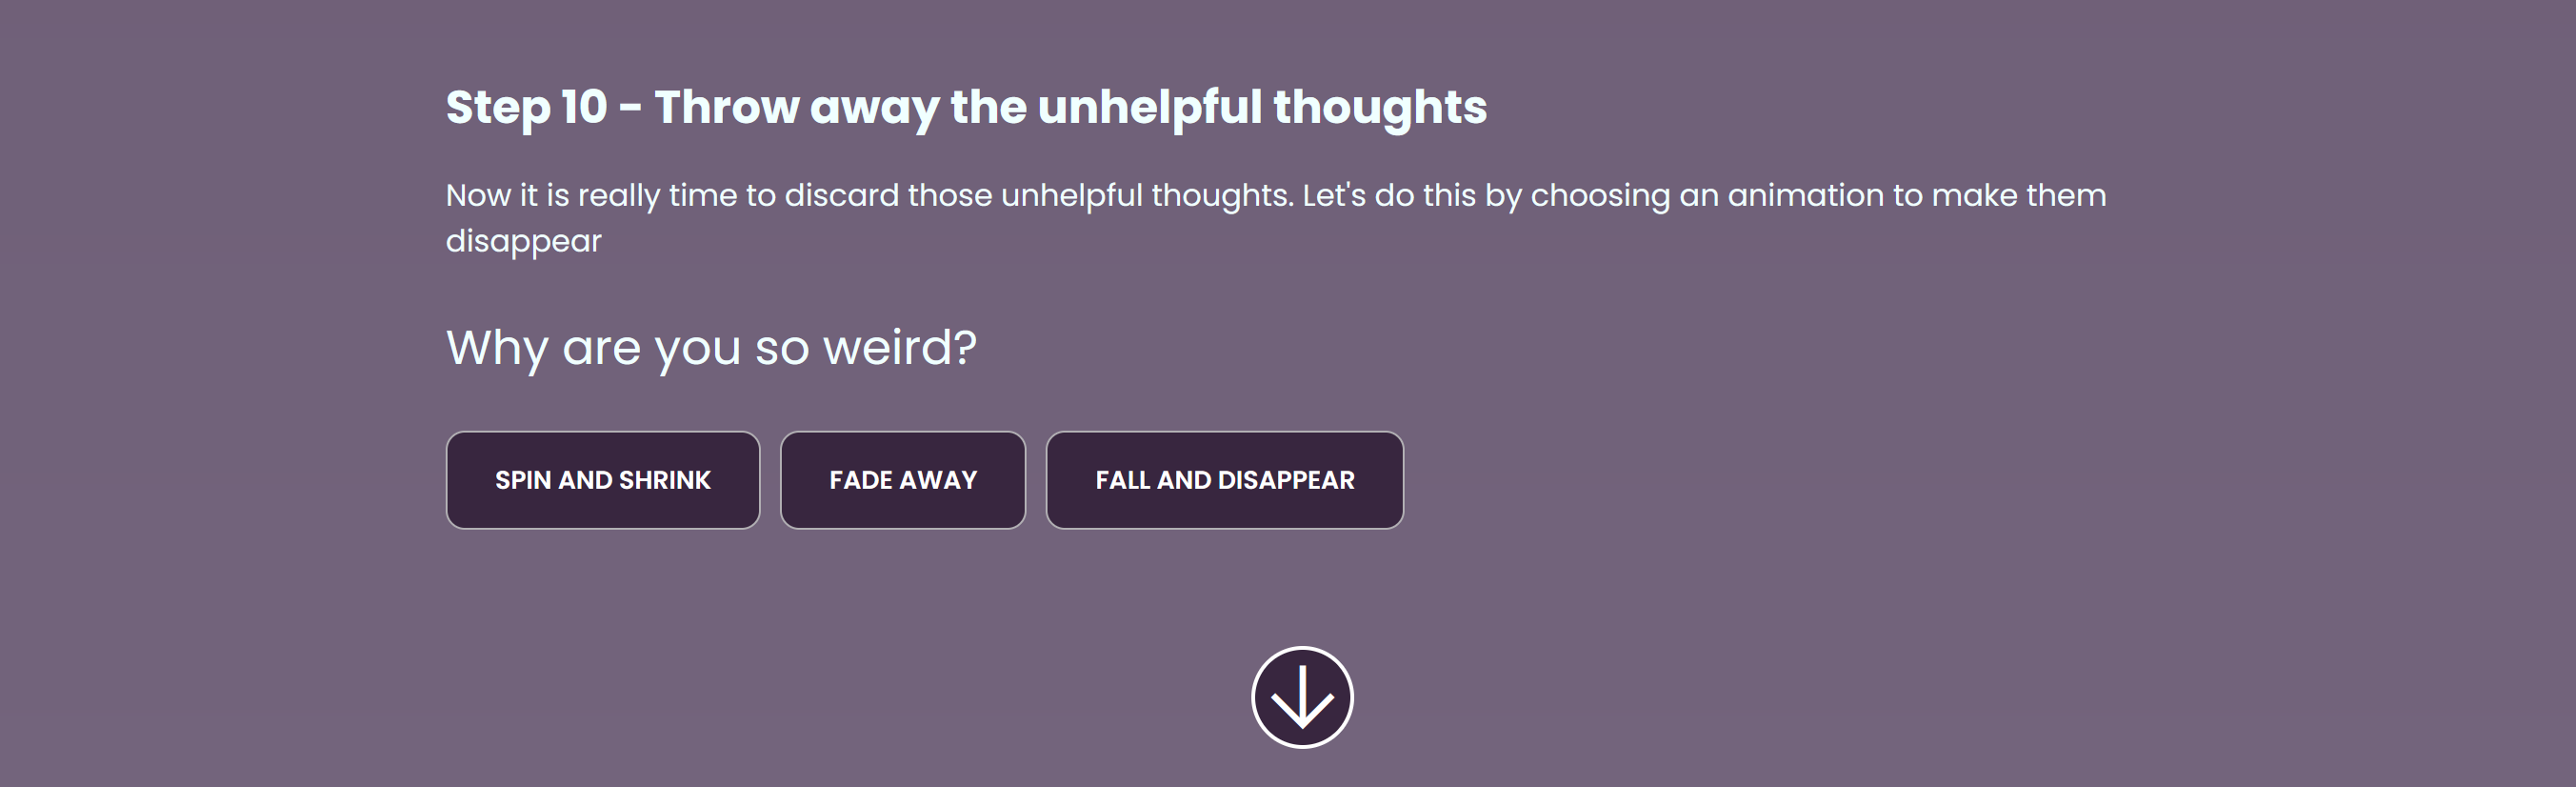 Step 10 - Throw away the unhelpful thoughts
Now it is really time to discard those unhelpful thoughts. Let's do this by choosing an animation to make them
disappear
Why are you so weird?
SPIN AND SHRINK
FADE AWAY
FALL AND DISAPPEAR